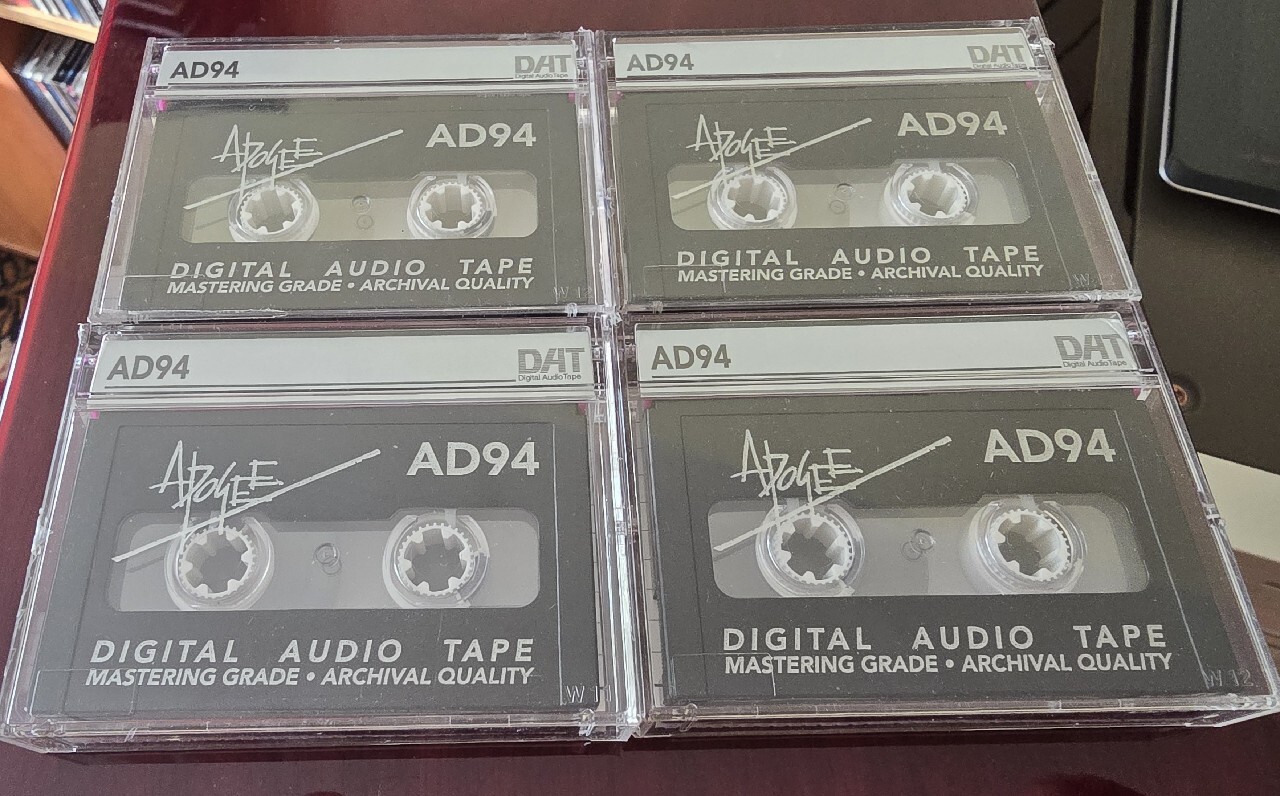 AD94
DAT
Digital Audio Tape
APOGEE
AD94
DIGITAL AUDIO TAPE
MASTERING GRADE • ARCHIVAL QUALITY
AD94
DAT
Digital Audio Tape
APOGEE
AD94
DIGITAL AUDIO TAPE
MASTERING GRADE • ARCHIVAL QUALITY
AD94
DAT
Digital Audio Tape
APOGEE
AD94
DIGITAL AUDIO TAPE
MASTERING GRADE • ARCHIVAL QUALITY
AD94
DAT
Digital Audio Tape
APOGEE
AD94
DIGITAL AUDIO TAPE
MASTERING GRADE • ARCHIVAL QUALITY
W 12